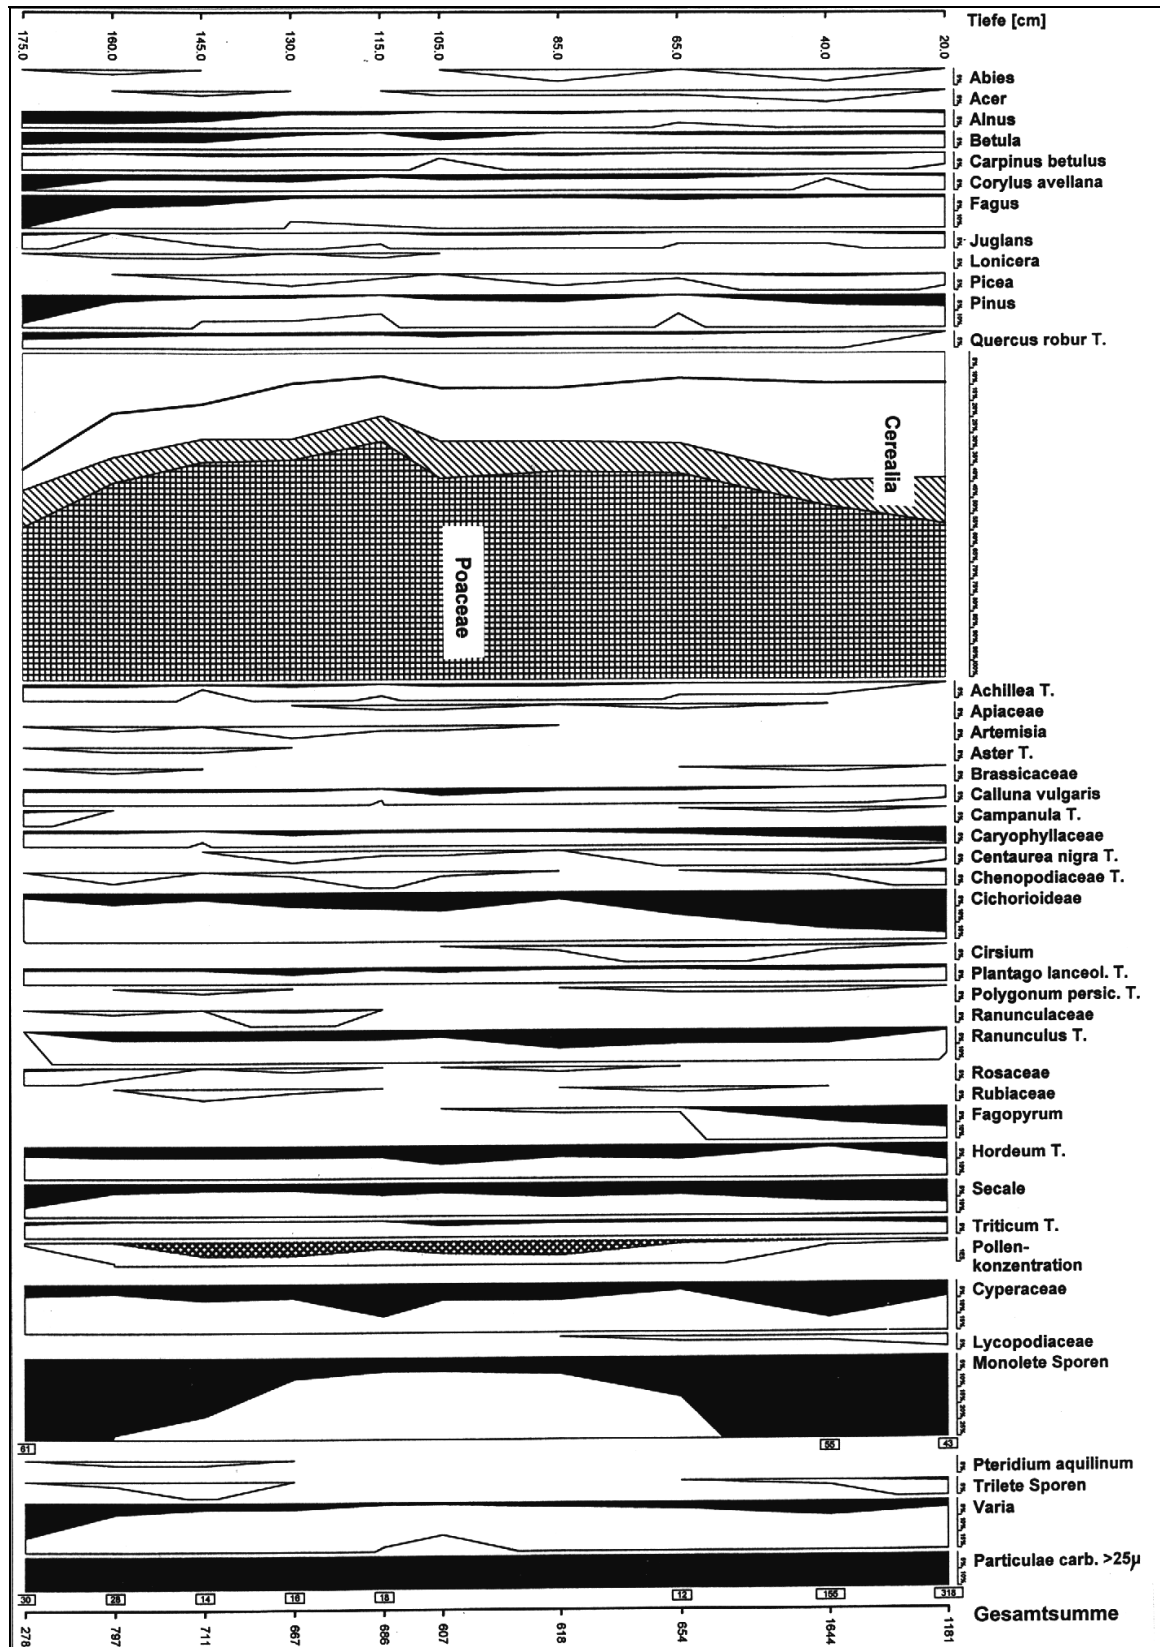 Tiefe [cm]
175.0 160.0 145.0 130.0 115.0 105.0 85.0 65.0 40.0 20.0
Abies
Acer
Alnus
Betula
Carpinus betulus
Corylus avellana
Fagus
Juglans
Lonicera
Picea
Pinus
Quercus robur T.
Cerealia
Poaceae
Achillea T.
Apiaceae
Artemisia
Aster T.
Brassicaceae
Calluna vulgaris
Campanula T.
Caryophyllaceae
Centaurea nigra T.
Chenopodiaceae T.
Cichorioideae
Cirsium
Plantago lanceol. T.
Polygonum persic. T.
Ranunculaceae
Ranunculus T.
Rosaceae
Rubiaceae
Fagopyrum
Hordeum T.
Secale
Triticum T.
Pollen-
konzentration
Cyperaceae
Lycopodiaceae
Monolete Sporen
61 55 43
Pteridium aquilinum
Trilete Sporen
Varia
Particulae carb. >25µ
30 28 14 16 18 12 155 318
Gesamtsumme
278 797 711 667 686 607 618 654 1644 1181